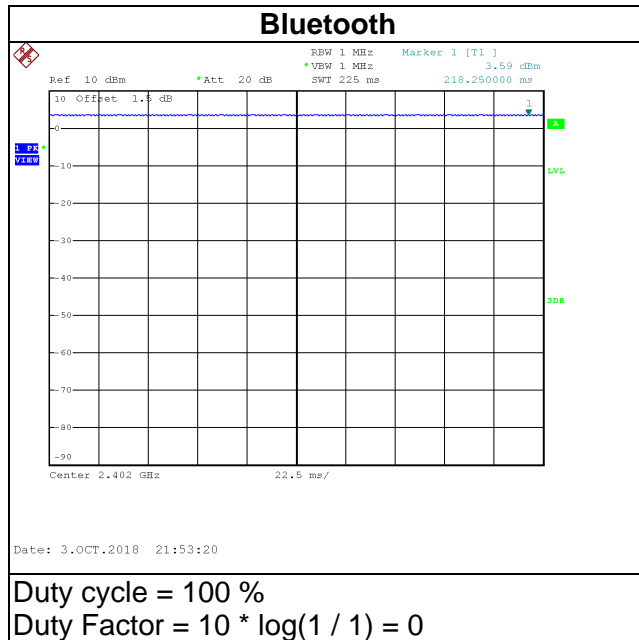 Bluetooth
R S
RBW 1 MHz Marker 1 [T1 ]
*VBW 1 MHz 3.59 dBm
Ref 10 dBm *Att 20 dB SWT 225 ms 218.250000 ms
10 Offset 1.5 dB
1
A
0
1 PK *
VIEW
-10
LVL
-20
-30
-40
3DB
-50
-60
-70
-80
-90
Center 2.402 GHz 22.5 ms/
Date: 3.OCT.2018 21:53:20
Duty cycle = 100 %
Duty Factor = 10 * log(1 / 1) = 0